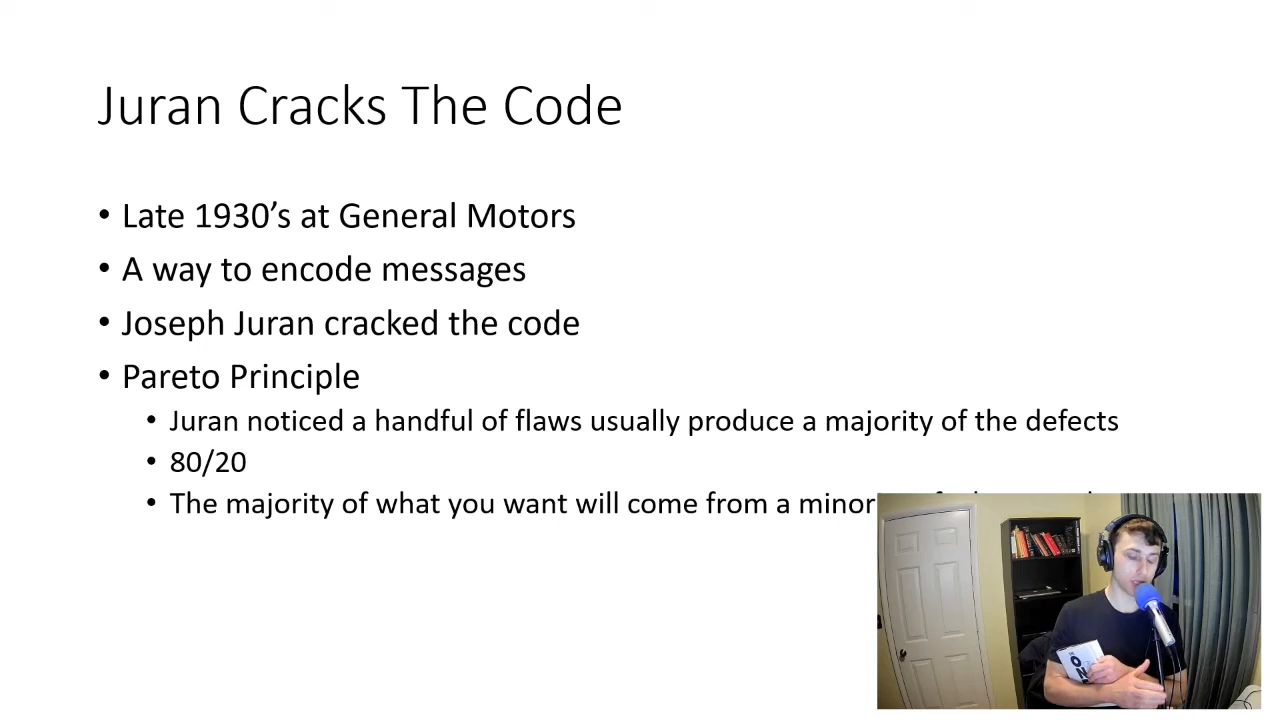 Juran Cracks The Code
• Late 1930’s at General Motors
• A way to encode messages
• Joseph Juran cracked the code
• Pareto Principle
• Juran noticed a handful of flaws usually produce a majority of the defects
• 80/20
• The majority of what you want will come from a